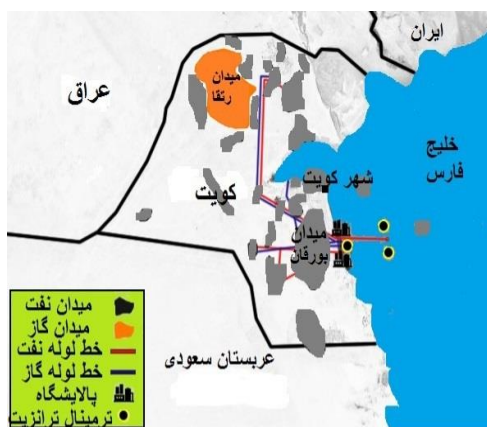 ایران
میدان
رتقا
عراق
خلیج
فارس
شهر کویت
کویت
میدان
بورقان
عربستان سعودی
میدان نفت
میدان گاز
خط لوله نفت
خط لوله گاز
پالایشگاه
ترمینال ترانزیت